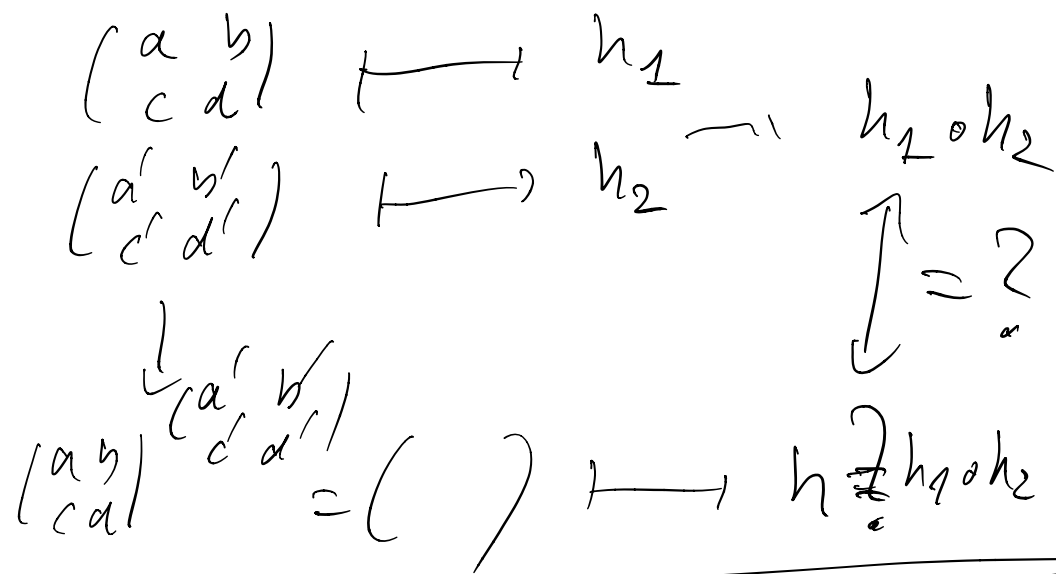 ( a b ) ⟼ h₁
( c d )
→ h₁ ∘ h₂
( a′ b′ ) ⟼ h₂
( c′ d′ )
↓ ↕ = ?
( a b ) ( a′ b′ ) = ( ) ⟼ h ≟ h₁ ∘ h₂
( c d ) ( c′ d′ )